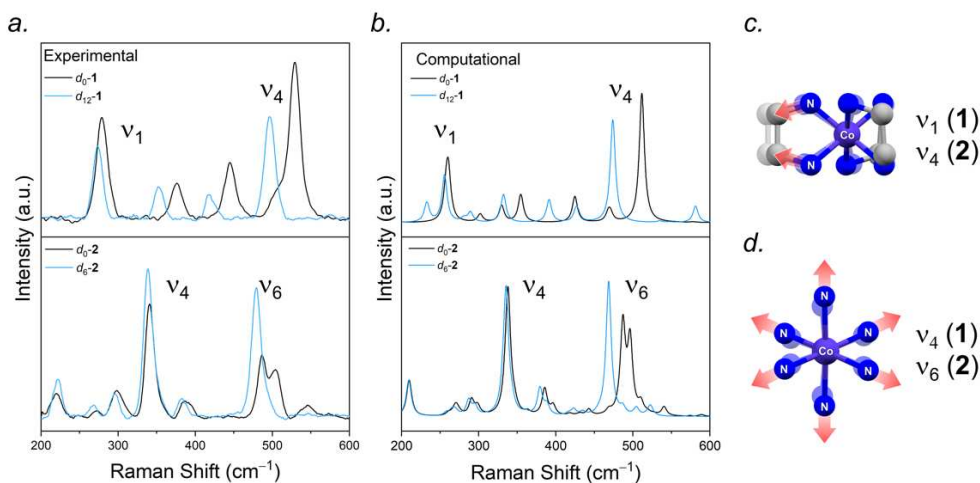 a.
Experimental
d₀-1
d₁₂-1
ν₁
ν₄
d₀-2
d₆-2
ν₄
ν₆
Intensity (a.u.)
200 300 400 500 600
Raman Shift (cm⁻¹)
b.
Computational
d₀-1
d₁₂-1
ν₁
ν₄
d₀-2
d₆-2
ν₄
ν₆
Intensity (a.u.)
200 300 400 500 600
Raman Shift (cm⁻¹)
c.
N
Co
N
ν₁ (1)
ν₄ (2)
d.
N
N N
Co
N N
N
ν₄ (1)
ν₆ (2)